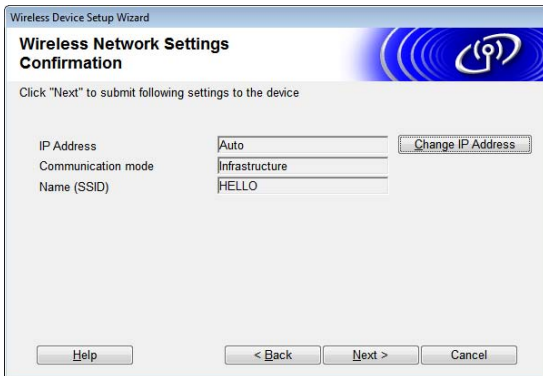 Wireless Device Setup Wizard
Wireless Network Settings
Confirmation
Click "Next" to submit following settings to the device
IP Address Auto Change IP Address
Communication mode Infrastructure
Name (SSID) HELLO
Help < Back Next > Cancel